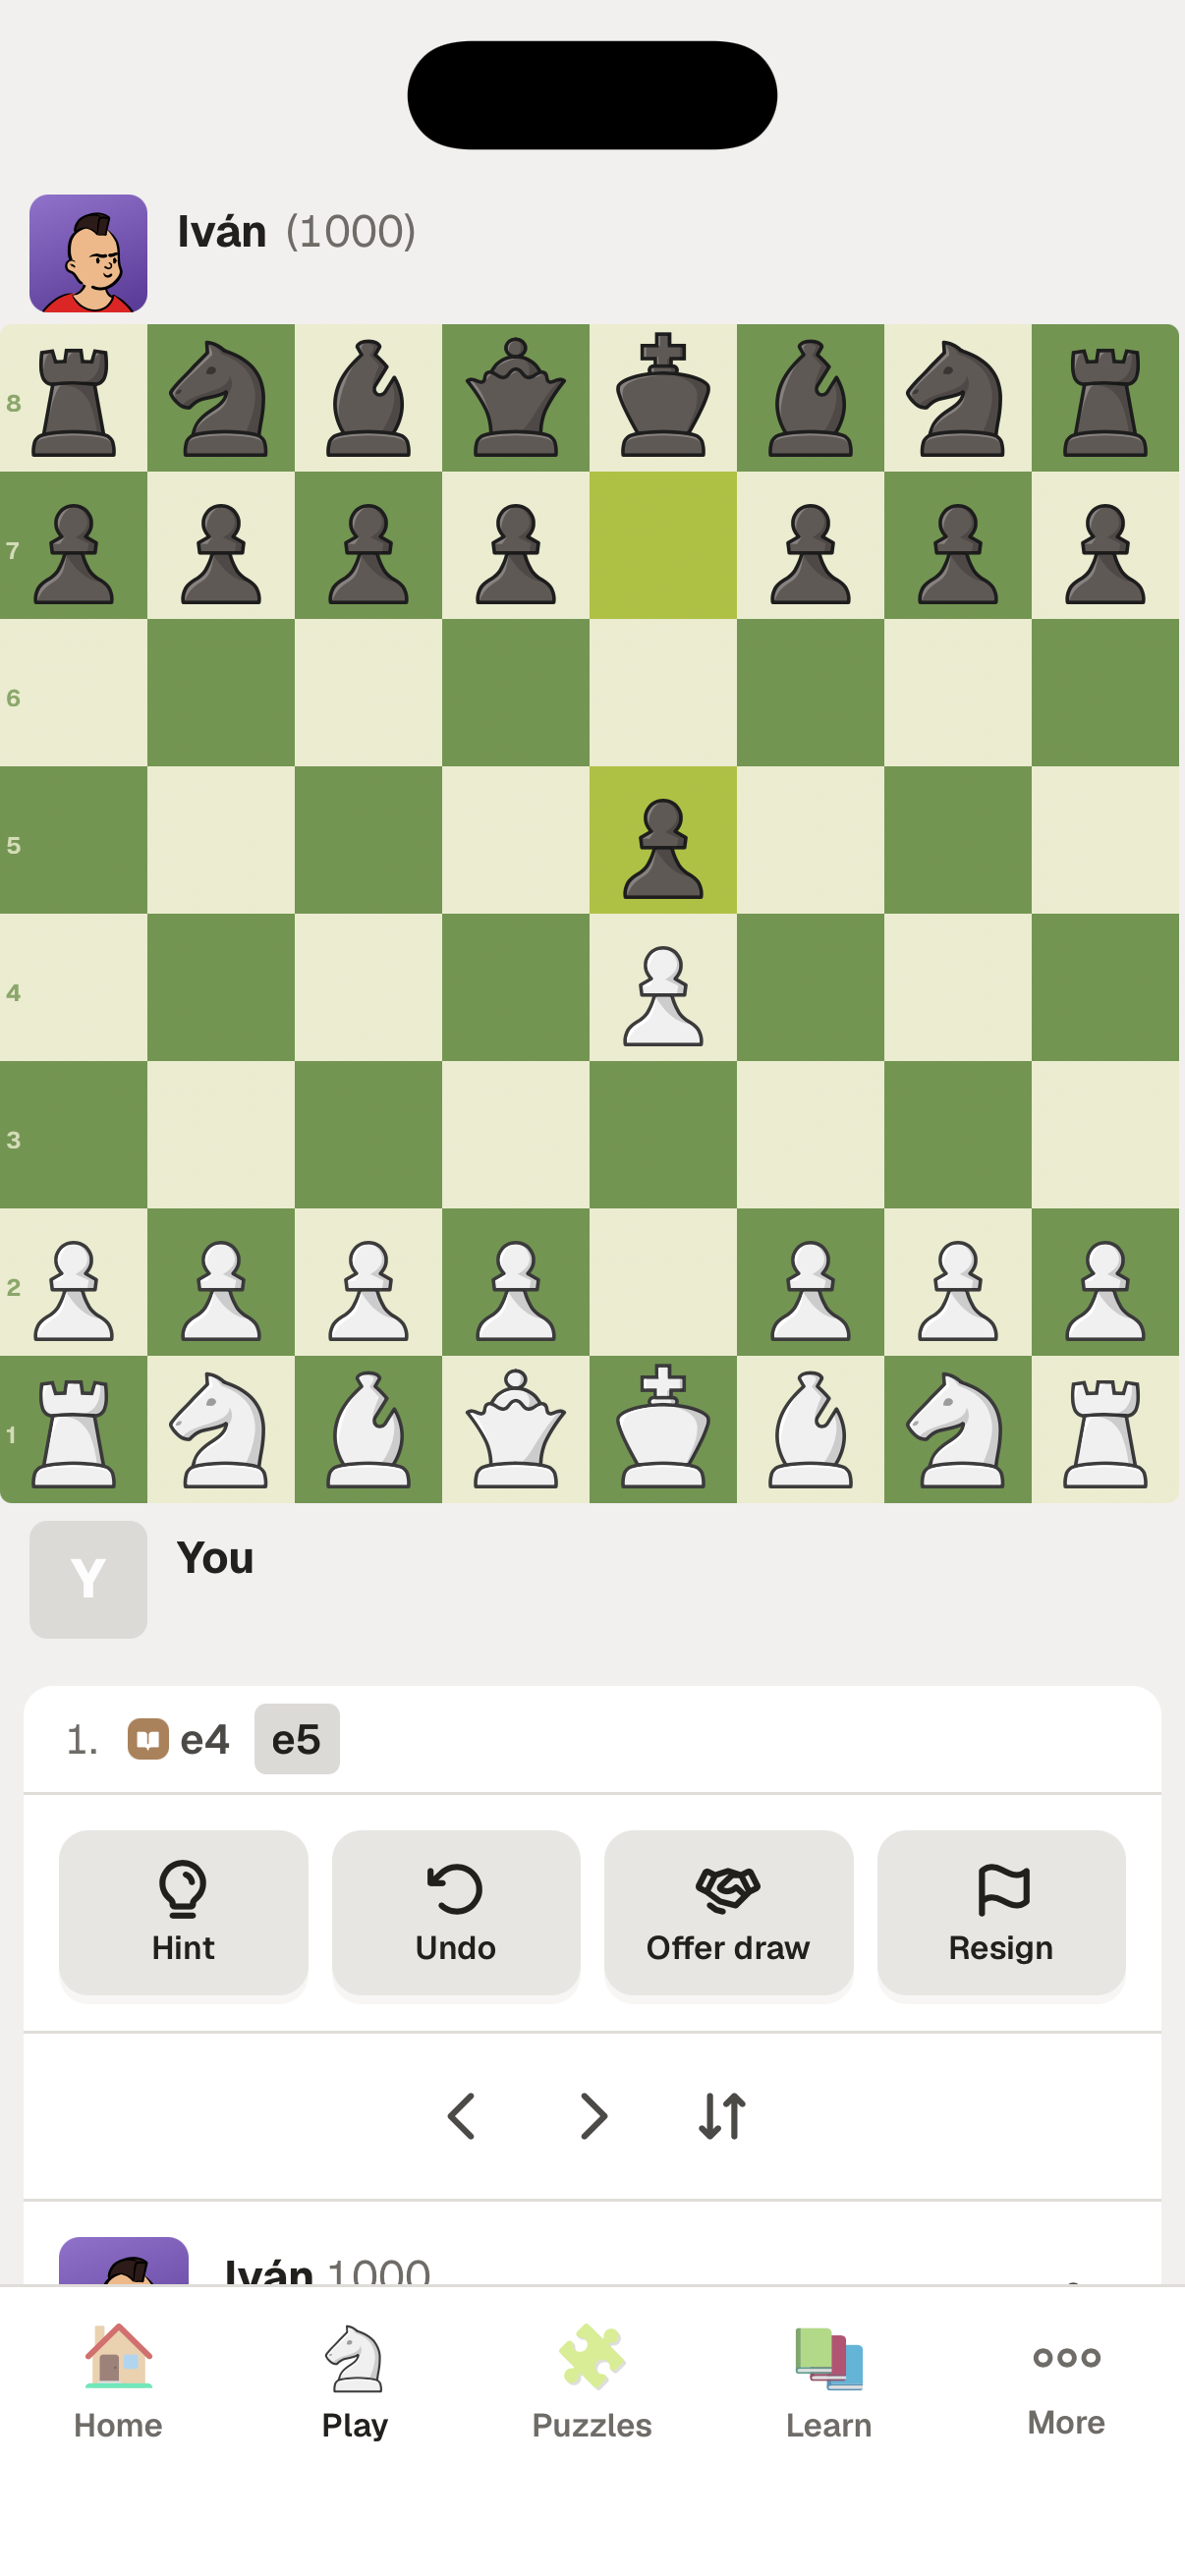 Iván (1000)
8
7
6
5
4
3
2
1
Y
You
1. e4 e5
Hint Undo Offer draw Resign
Iván 1000
Home Play Puzzles Learn More